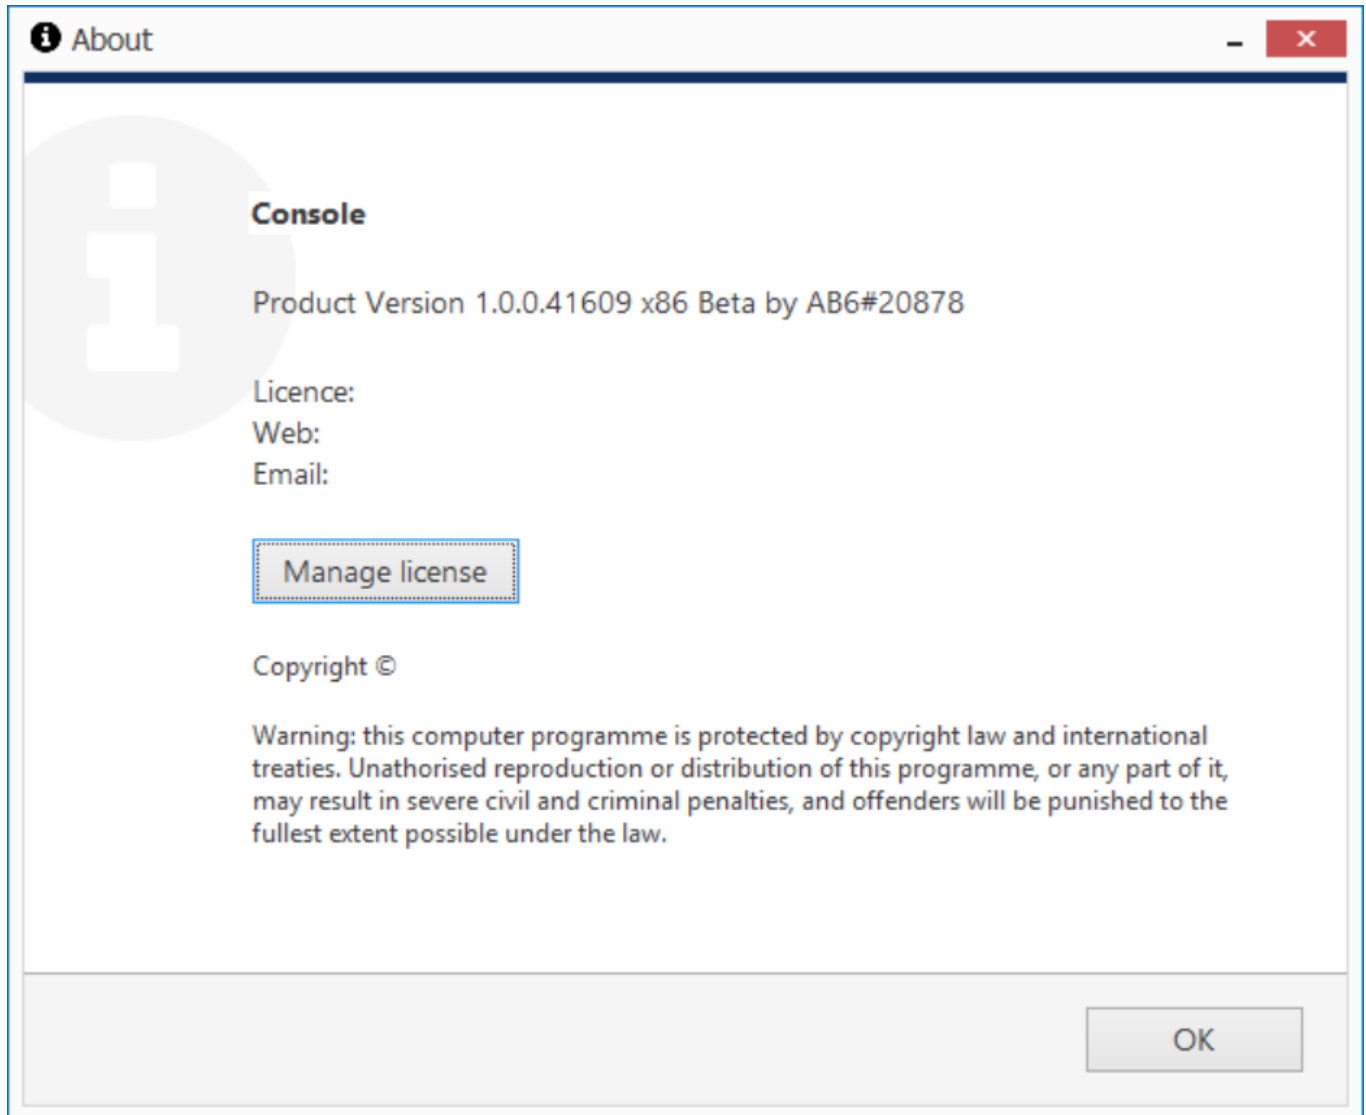 About
Console
Product Version 1.0.0.41609 x86 Beta by AB6#20878
Licence:
Web:
Email:
Manage license
Copyright ©
Warning: this computer programme is protected by copyright law and international
treaties. Unathorised reproduction or distribution of this programme, or any part of it,
may result in severe civil and criminal penalties, and offenders will be punished to the
fullest extent possible under the law.
OK